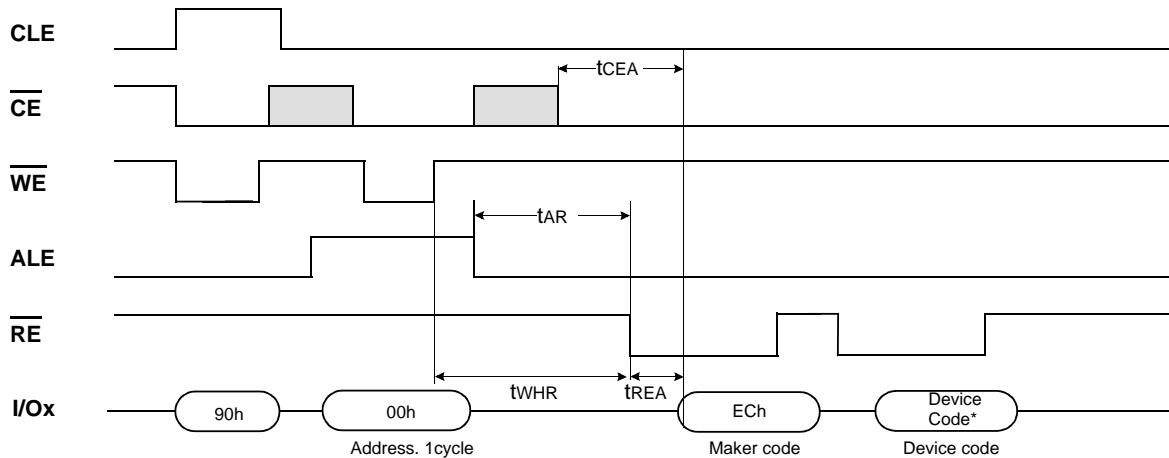 CLE
tCEA
CE
WE
tAR
ALE
RE
tWHR
tREA
I/Ox
90h
00h
ECh
Device
Code*
Address. 1cycle
Maker code
Device code